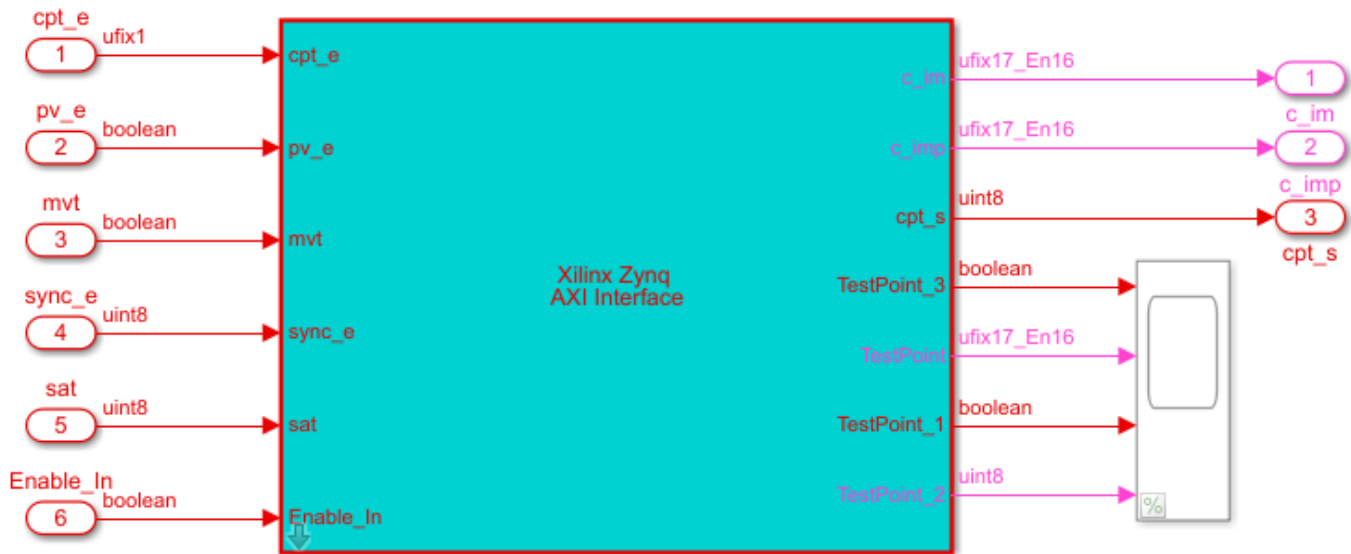 cpt_e
1
ufix1
cpt_e
pv_e
2
boolean
pv_e
mvt
3
boolean
mvt
sync_e
4
uint8
sync_e
sat
5
uint8
sat
Enable_In
6
boolean
Enable_In
Xilinx Zynq
AXI Interface
c_im
ufix17_En16
1
c_im
c_imp
ufix17_En16
2
c_imp
cpt_s
uint8
3
cpt_s
TestPoint_3
boolean
TestPoint
ufix17_En16
TestPoint_1
boolean
TestPoint_2
uint8
%